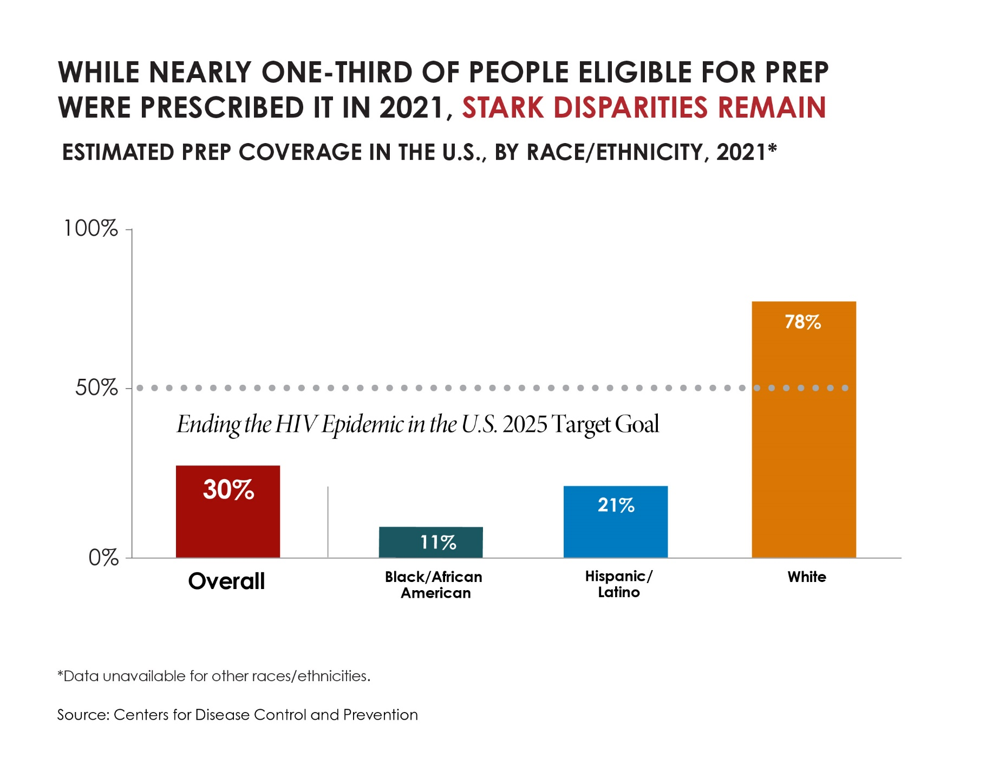 WHILE NEARLY ONE-THIRD OF PEOPLE ELIGIBLE FOR PREP
WERE PRESCRIBED IT IN 2021, STARK DISPARITIES REMAIN
ESTIMATED PREP COVERAGE IN THE U.S., BY RACE/ETHNICITY, 2021*
100%
78%
50%
Ending the HIV Epidemic in the U.S. 2025 Target Goal
30%
21%
11%
0%
Overall
Black/African
American
Hispanic/
Latino
White
*Data unavailable for other races/ethnicities.
Source: Centers for Disease Control and Prevention